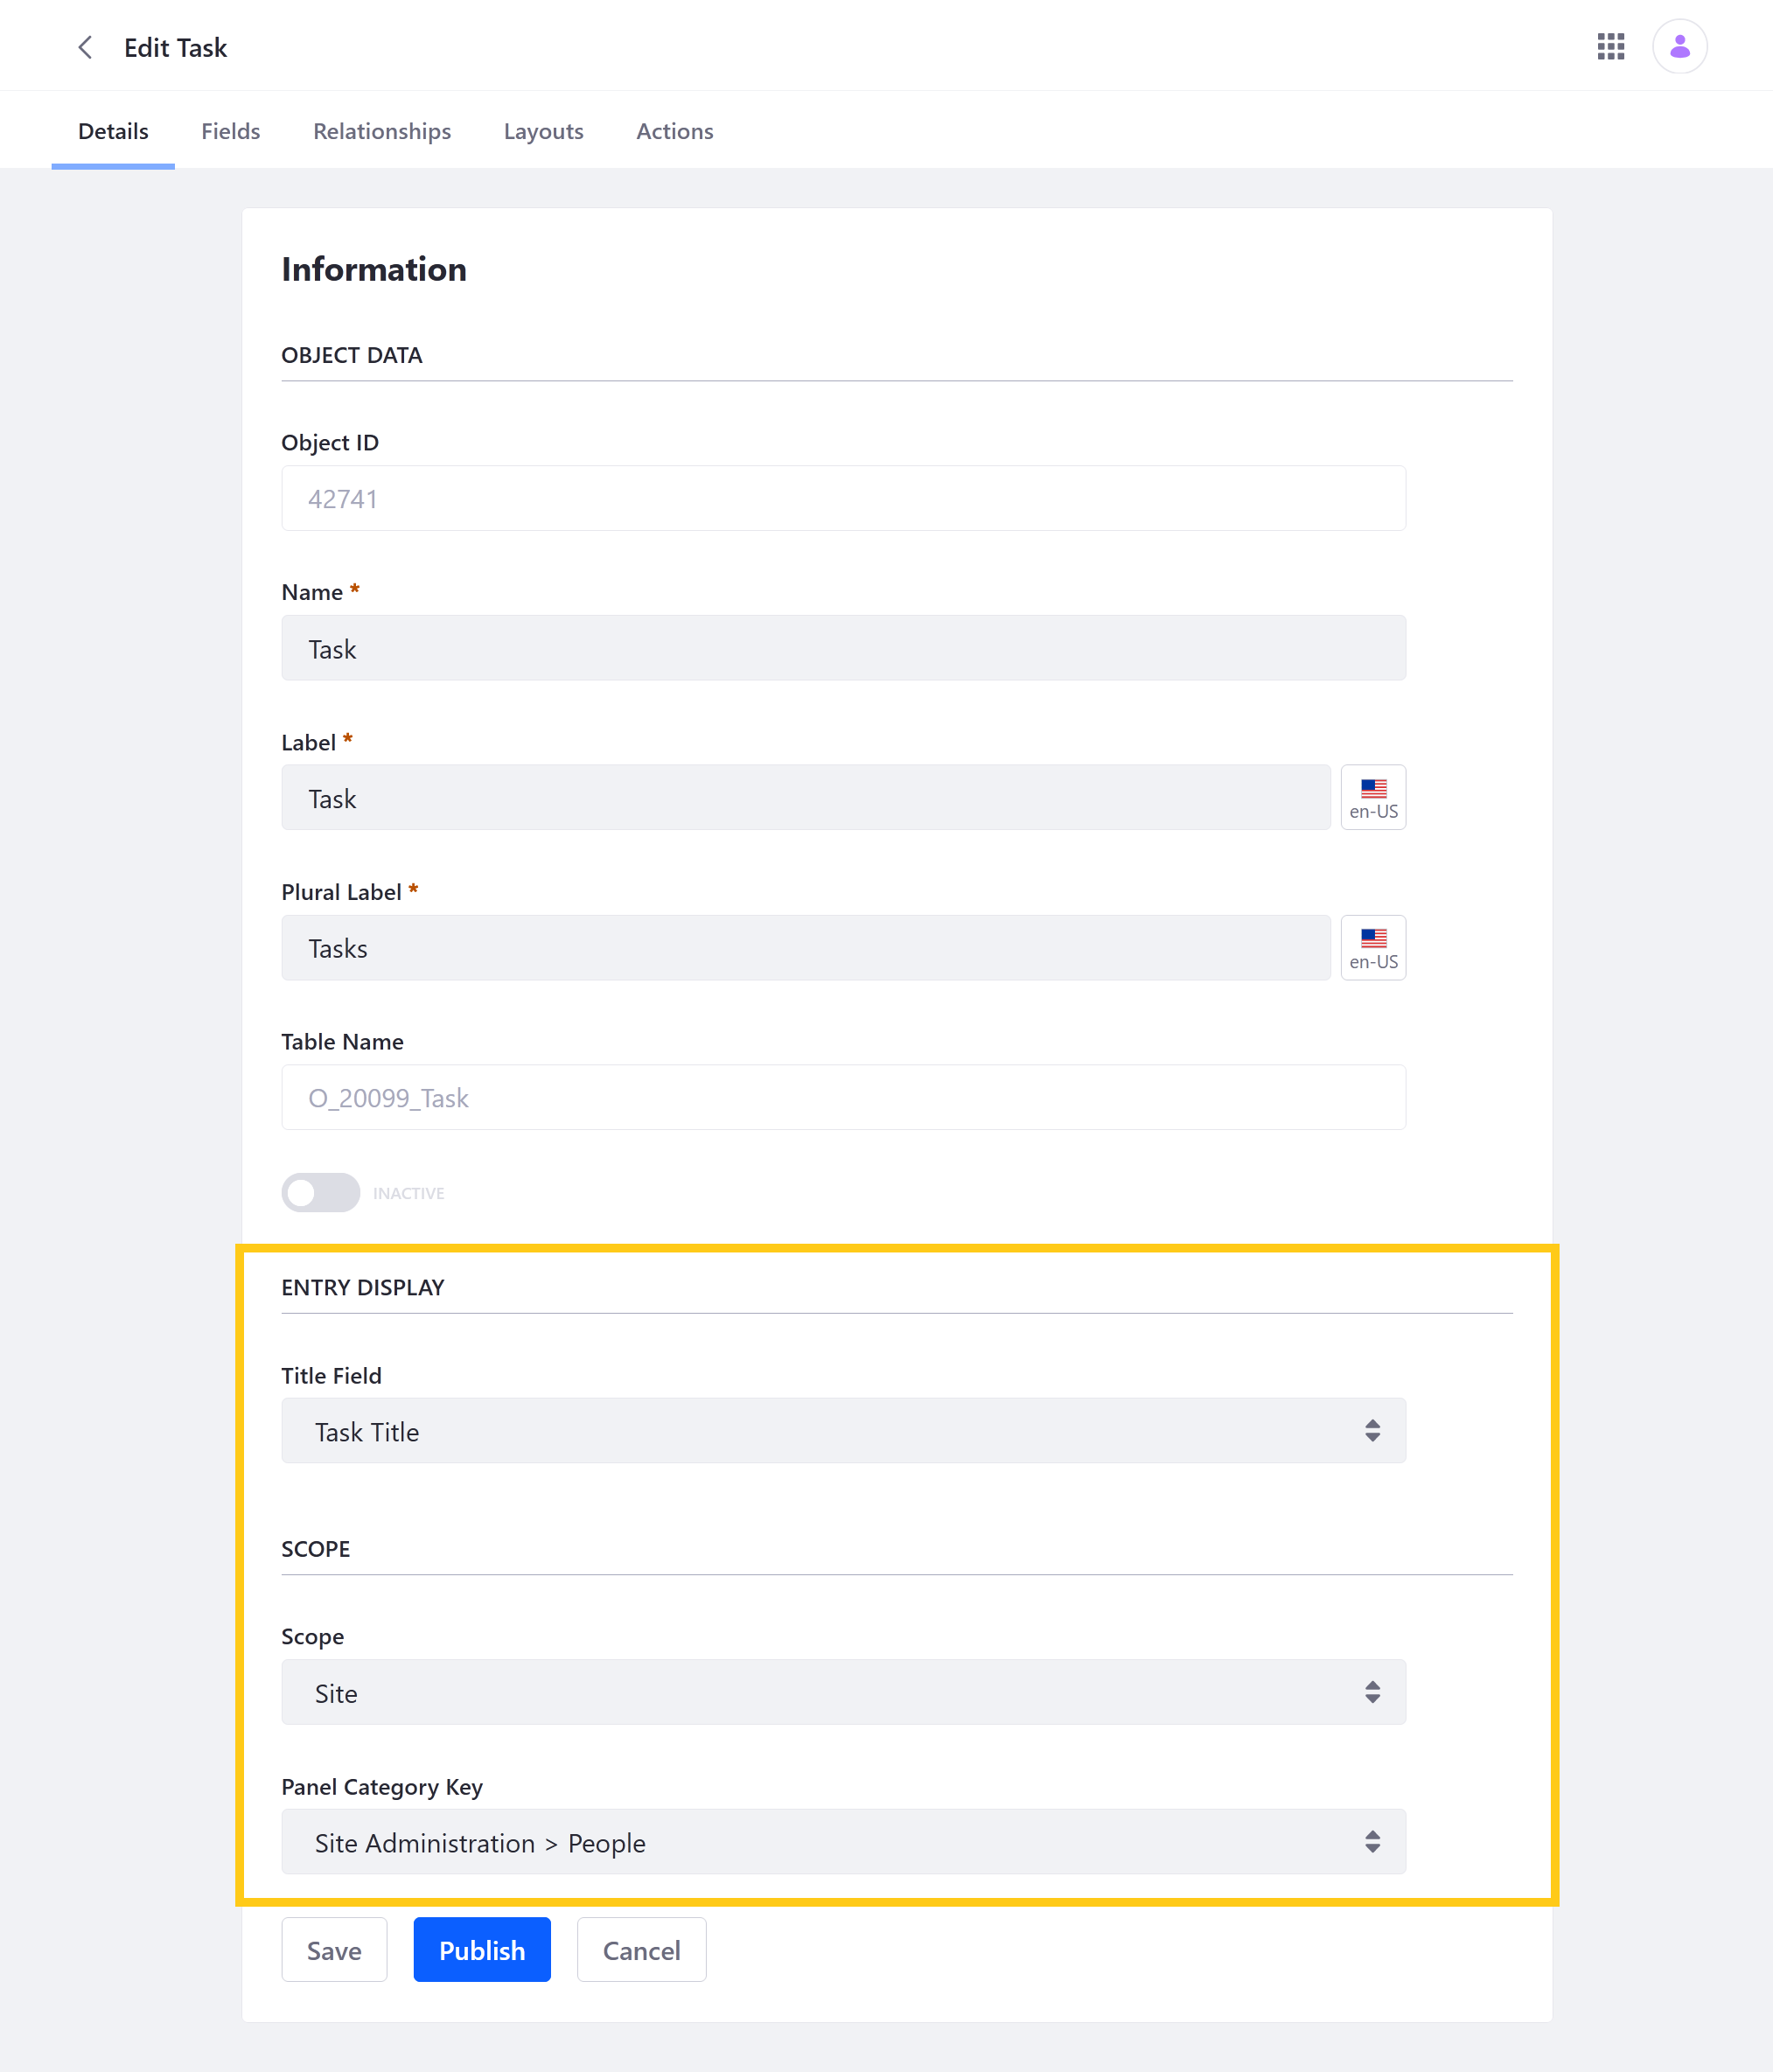 Edit Task
Details Fields Relationships Layouts Actions
Information
OBJECT DATA
Object ID
42741
Name *
Task
Label *
Task
en-US
Plural Label *
Tasks
en-US
Table Name
O_20099_Task
INACTIVE
ENTRY DISPLAY
Title Field
Task Title
SCOPE
Scope
Site
Panel Category Key
Site Administration > People
Save Publish Cancel